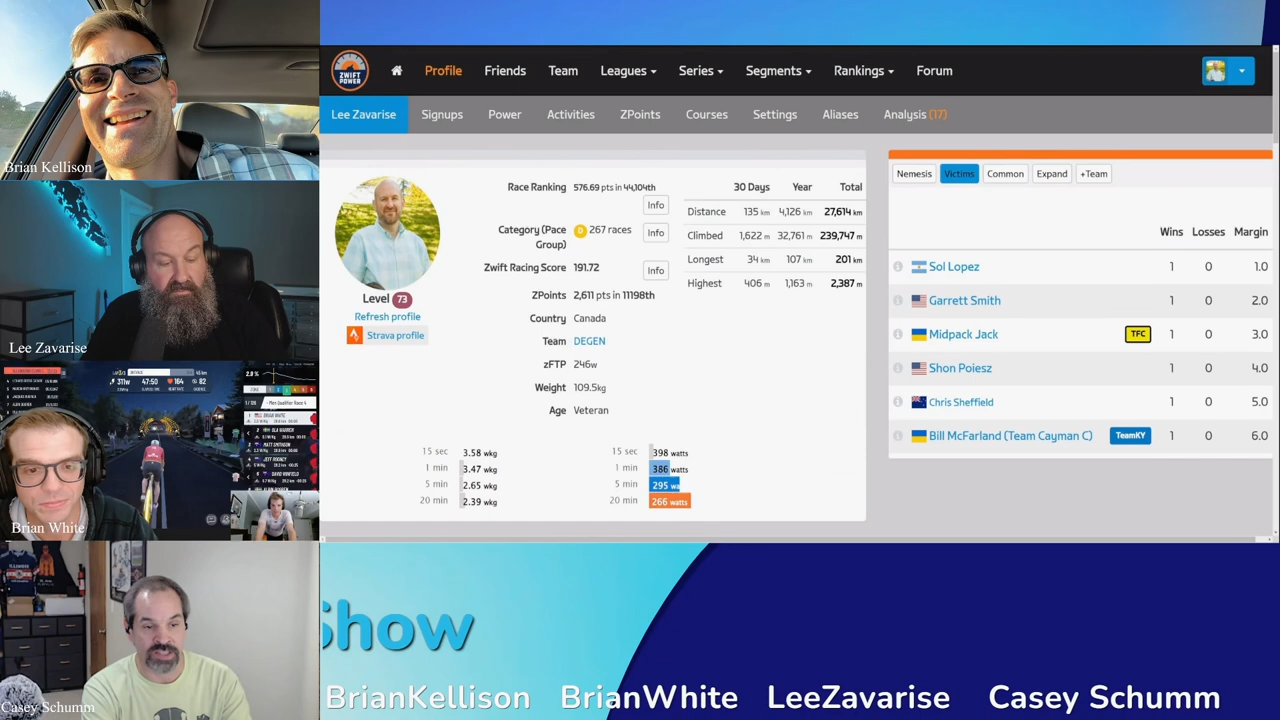 Brian Kellison
Lee Zavarise
Brian White
Casey Schumm
ZWIFT
POWER
Profile
Friends
Team
Leagues
Series
Segments
Rankings
Forum
Lee Zavarise
Signups
Power
Activities
ZPoints
Courses
Settings
Aliases
Analysis (17)
Level 73
Refresh profile
Strava profile
Race Ranking 576.69 pts in 44,104th
Info
Category (Pace Group) D 267 races
Info
Zwift Racing Score 191.72
Info
ZPoints 2,611 pts in 11198th
Country Canada
Team DEGEN
zFTP 246w
Weight 109.5kg
Age Veteran
30 Days Year Total
Distance 135 km 4,126 km 27,614 km
Climbed 1,622 m 32,761 m 239,747 m
Longest 34 km 107 km 201 km
Highest 406 m 1,163 m 2,387 m
15 sec 3.58 wkg 15 sec 398 watts
1 min 3.47 wkg 1 min 386 watts
5 min 2.65 wkg 5 min 295 wa
20 min 2.39 wkg 20 min 266 watts
Nemesis
Victims
Common
Expand
+Team
Wins Losses Margin
Sol Lopez 1 0 1.0
Garrett Smith 1 0 2.0
Midpack Jack TFC 1 0 3.0
Shon Poiesz 1 0 4.0
Chris Sheffield 1 0 5.0
Bill McFarland (Team Cayman C) TeamKY 1 0 6.0
311w 47:50 164 82
Show
BrianKellison BrianWhite LeeZavarise Casey Schumm